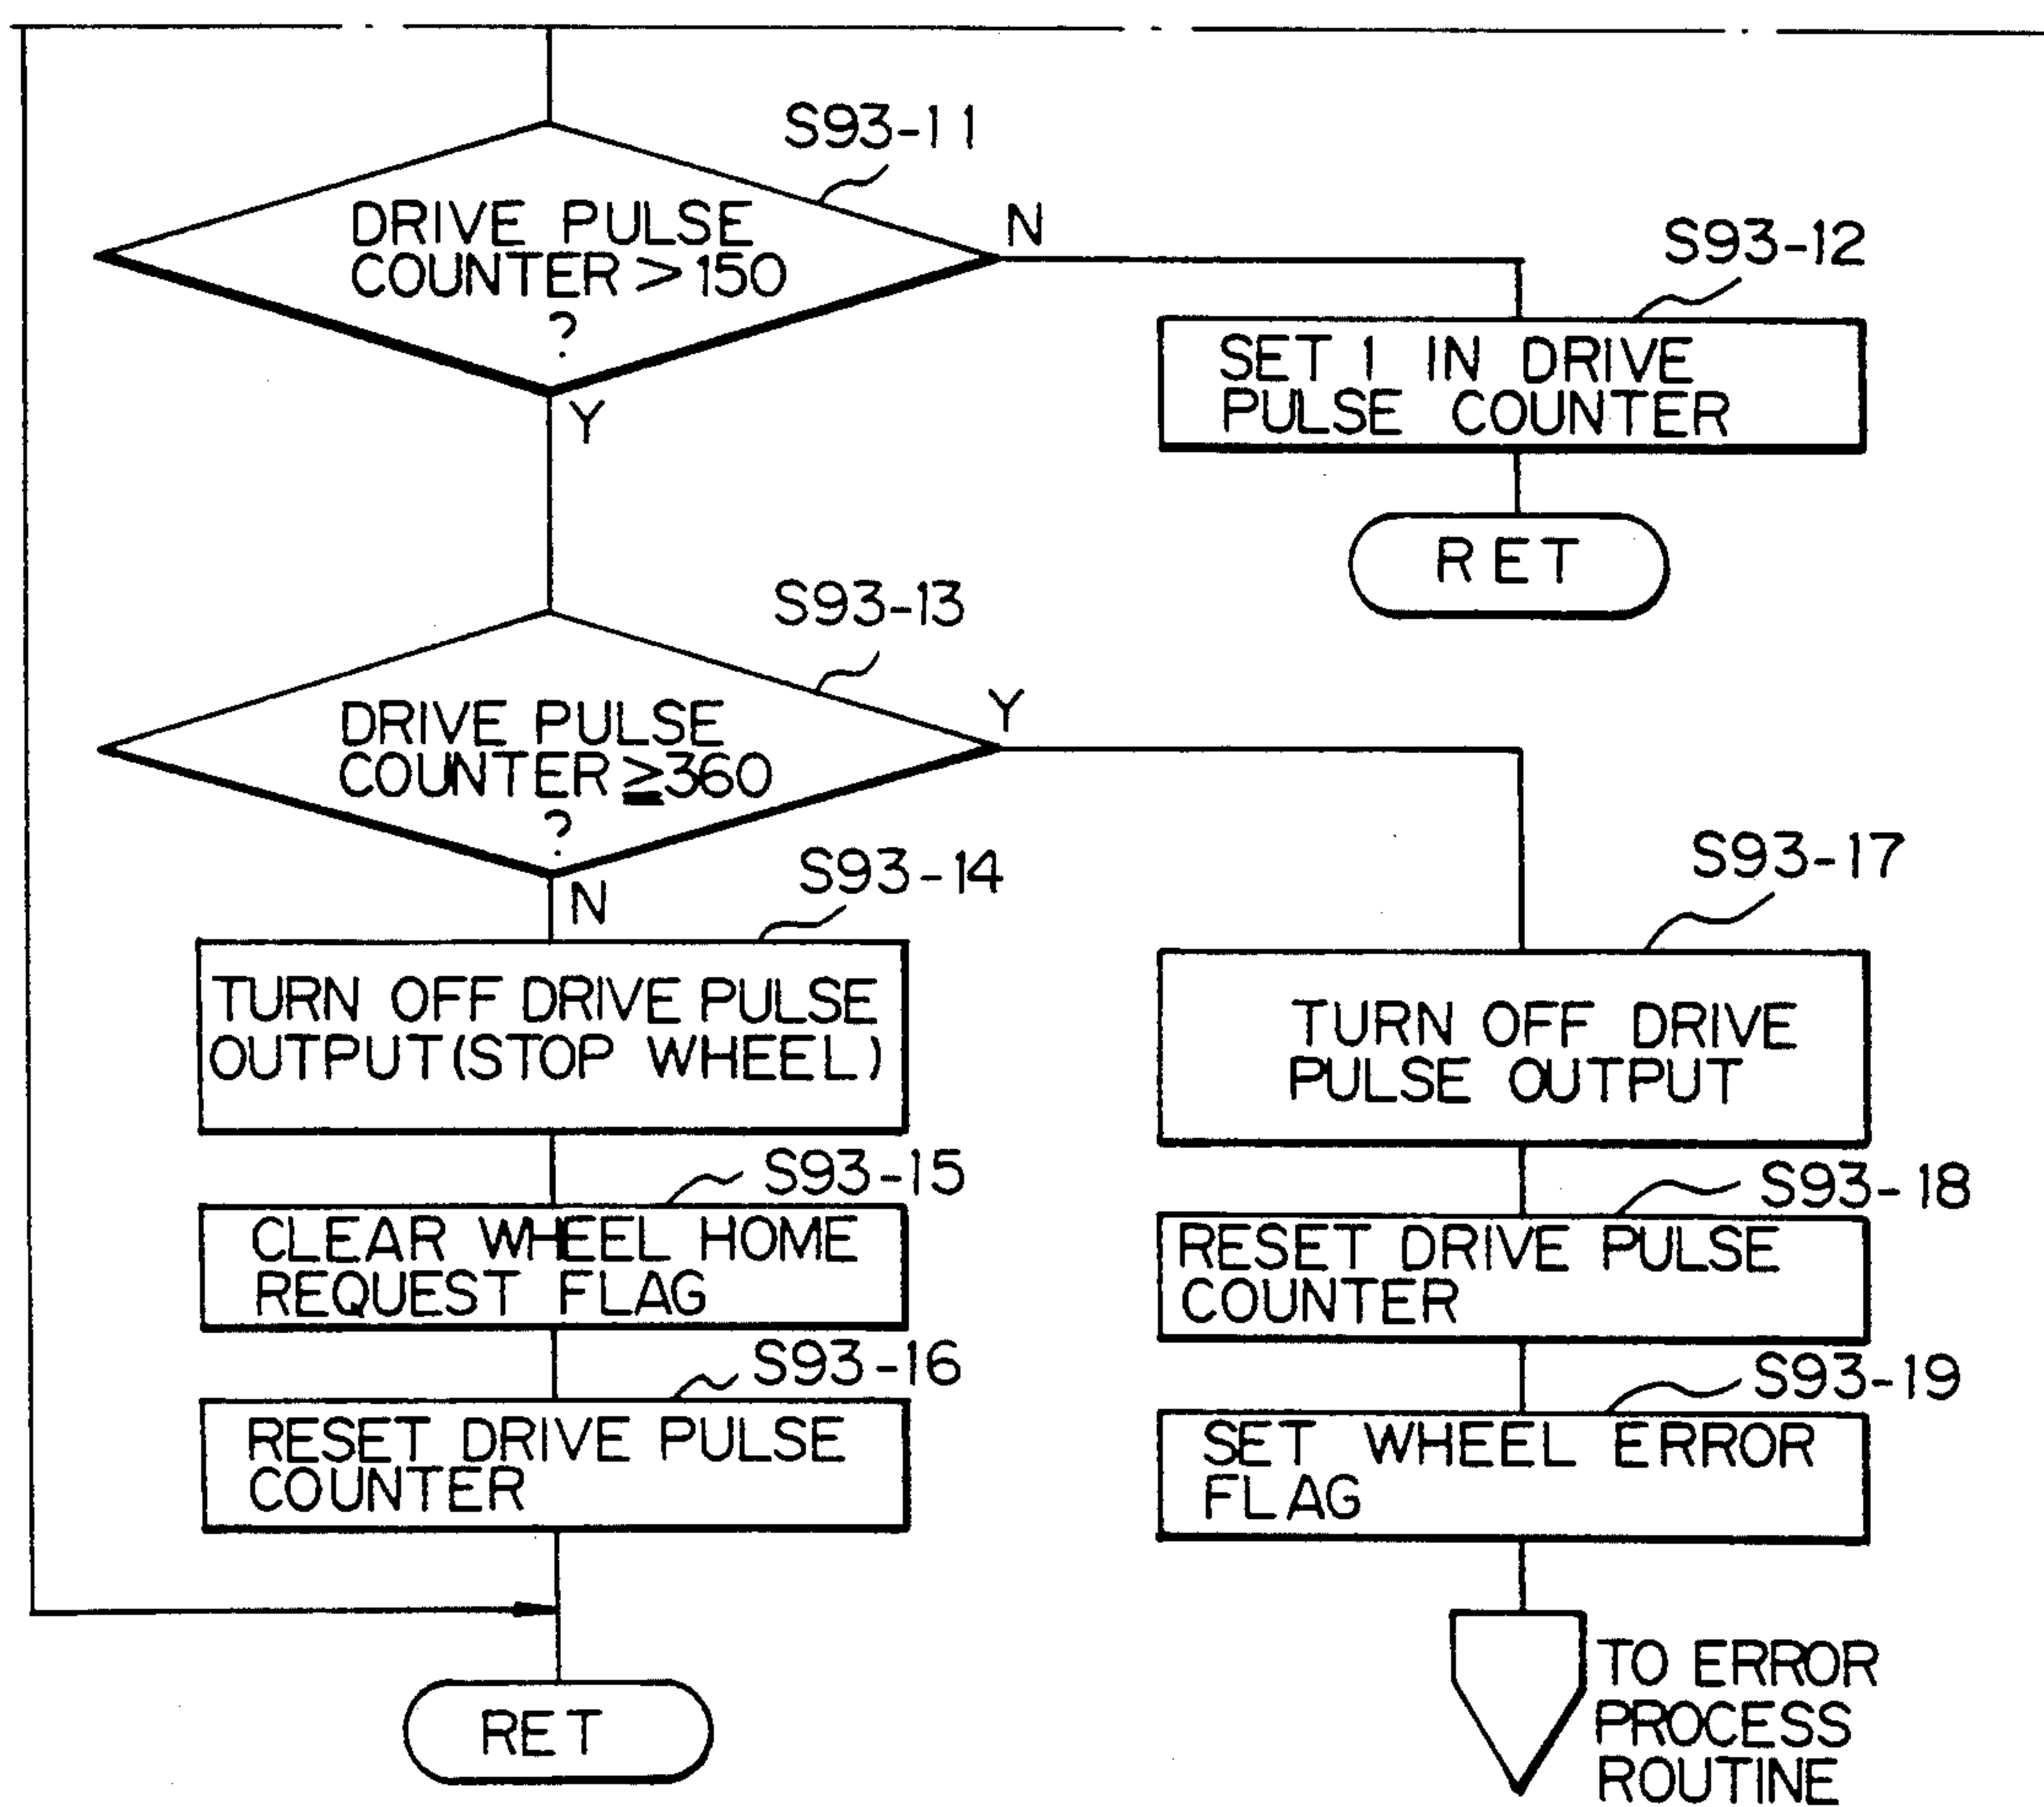 S93-11
DRIVE PULSE
COUNTER > 150
?
N
Y
S93-12
SET 1 IN DRIVE
PULSE COUNTER
RET
S93-13
DRIVE PULSE
COUNTER ≥ 360
?
Y
N
S93-14
TURN OFF DRIVE PULSE
OUTPUT (STOP WHEEL)
S93-15
CLEAR WHEEL HOME
REQUEST FLAG
S93-16
RESET DRIVE PULSE
COUNTER
RET
S93-17
TURN OFF DRIVE
PULSE OUTPUT
S93-18
RESET DRIVE PULSE
COUNTER
S93-19
SET WHEEL ERROR
FLAG
TO ERROR
PROCESS
ROUTINE